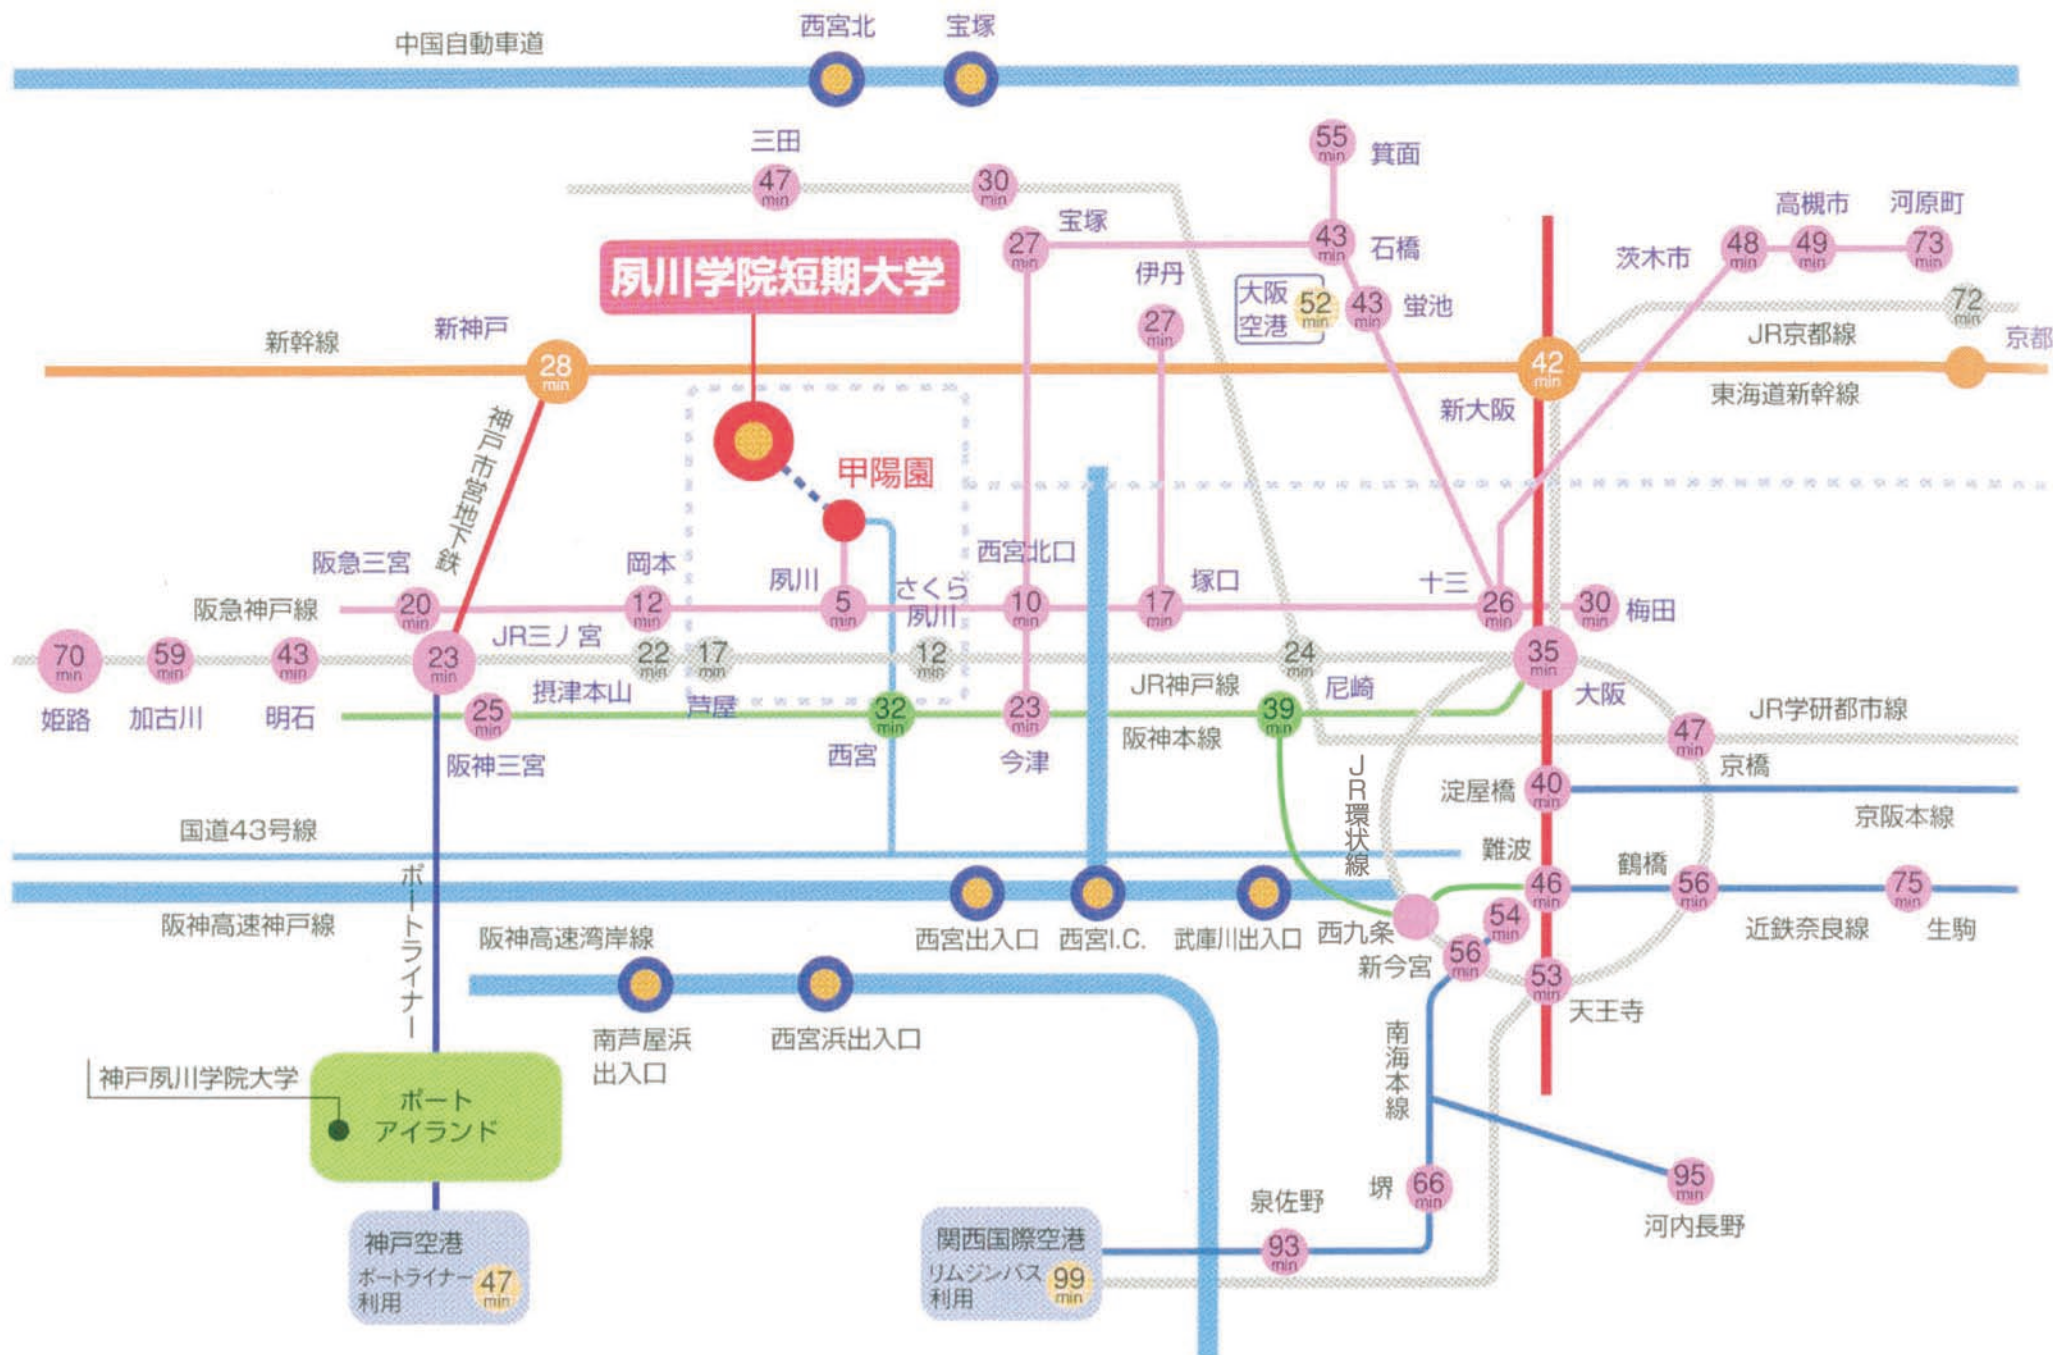 中国自動車道
西宮北
宝塚
三田
47 min
30 min
55 min
箕面
宝塚
27 min
43 min
石橋
伊丹
27 min
大阪
空港
52 min
43 min
蛍池
茨木市
48 min
高槻市
49 min
河原町
73 min
72 min
JR京都線
京都
夙川学院短期大学
新幹線
新神戸
28 min
42 min
新大阪
東海道新幹線
神戸市営地下鉄
甲陽園
阪急三宮
阪急神戸線
20 min
岡本
12 min
夙川
5 min
さくら
夙川
西宮北口
10 min
17 min
塚口
十三
26 min
30 min
梅田
70 min
姫路
59 min
加古川
43 min
明石
23 min
JR三ノ宮
22 min
摂津本山
17 min
芦屋
12 min
JR神戸線
24 min
尼崎
35 min
大阪
25 min
阪神三宮
32 min
西宮
23 min
今津
阪神本線
39 min
JR学研都市線
47 min
京橋
JR環状線
淀屋橋
40 min
京阪本線
国道43号線
阪神高速神戸線
ポートライナー
難波
46 min
鶴橋
56 min
近鉄奈良線
75 min
生駒
西宮出入口
西宮I.C.
武庫川出入口
西九条
54 min
新今宮
56 min
53 min
天王寺
阪神高速湾岸線
南芦屋浜
出入口
西宮浜出入口
南海本線
神戸夙川学院大学
ポート
アイランド
堺
66 min
95 min
河内長野
泉佐野
93 min
神戸空港
ポートライナー
利用
47 min
関西国際空港
リムジンバス
利用
99 min